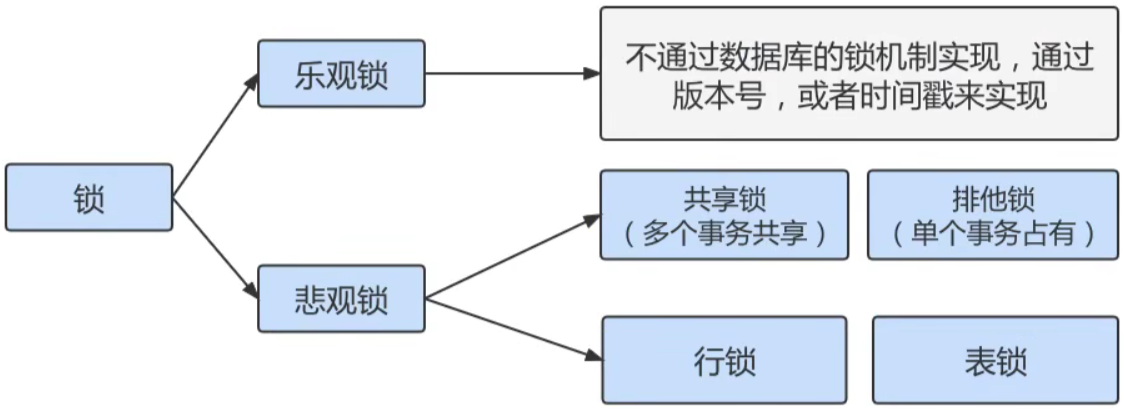 乐观锁
不通过数据库的锁机制实现，通过
版本号，或者时间戳来实现
锁
共享锁
（多个事务共享）
排他锁
（单个事务占有）
悲观锁
行锁
表锁